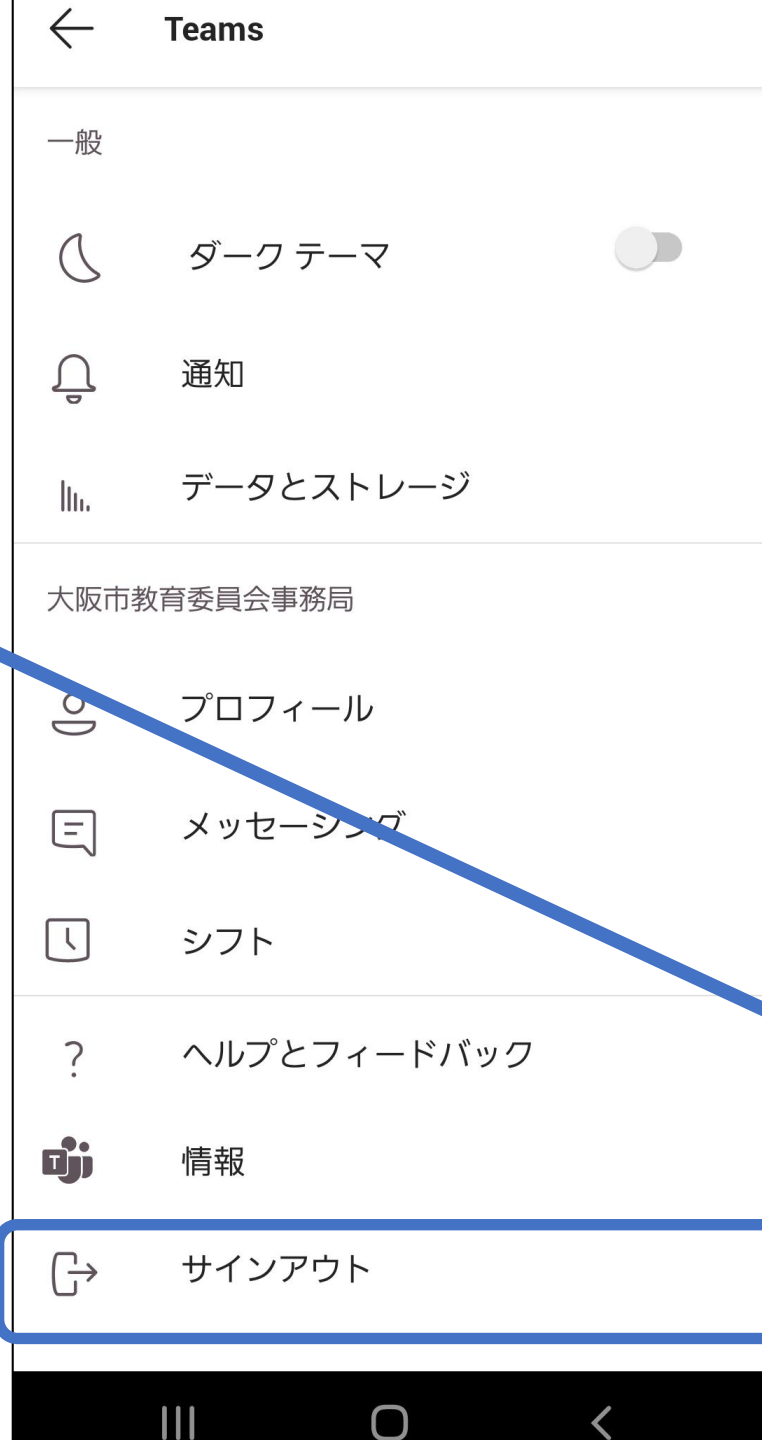 Teams
一般
ダーク テーマ
通知
データとストレージ
大阪市教育委員会事務局
プロフィール
メッセージング
シフト
ヘルプとフィードバック
情報
サインアウト